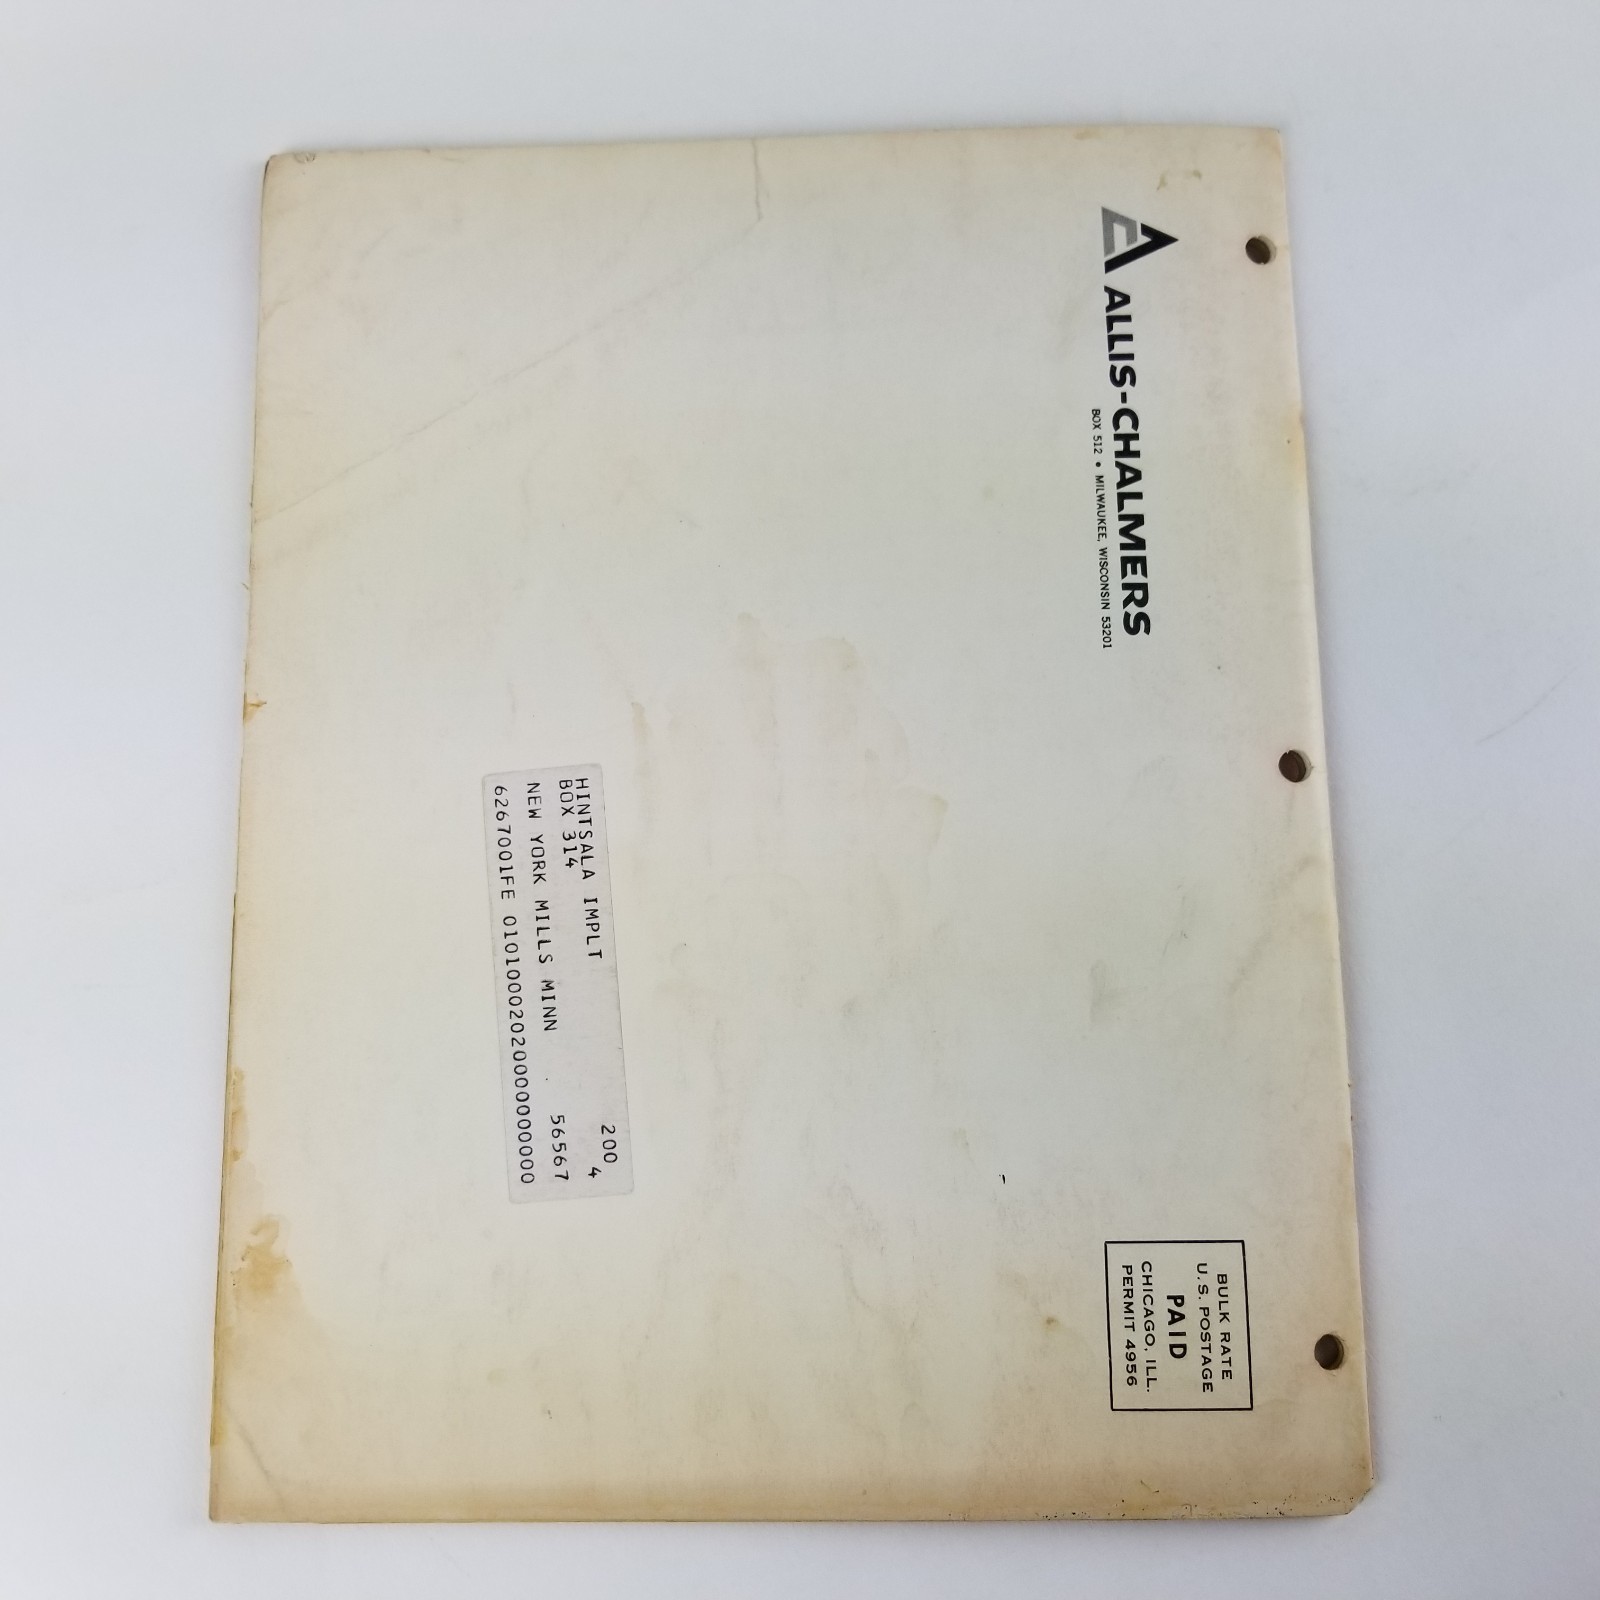 ALLIS-CHALMERS
BOX 512 • MILWAUKEE, WISCONSIN 53201
BULK RATE
U.S. POSTAGE
PAID
CHICAGO, ILL.
PERMIT 4956
HINTSALA IMPLT 200
BOX 314 4
NEW YORK MILLS MINN 56567
6267001FE 0101000202000000000000